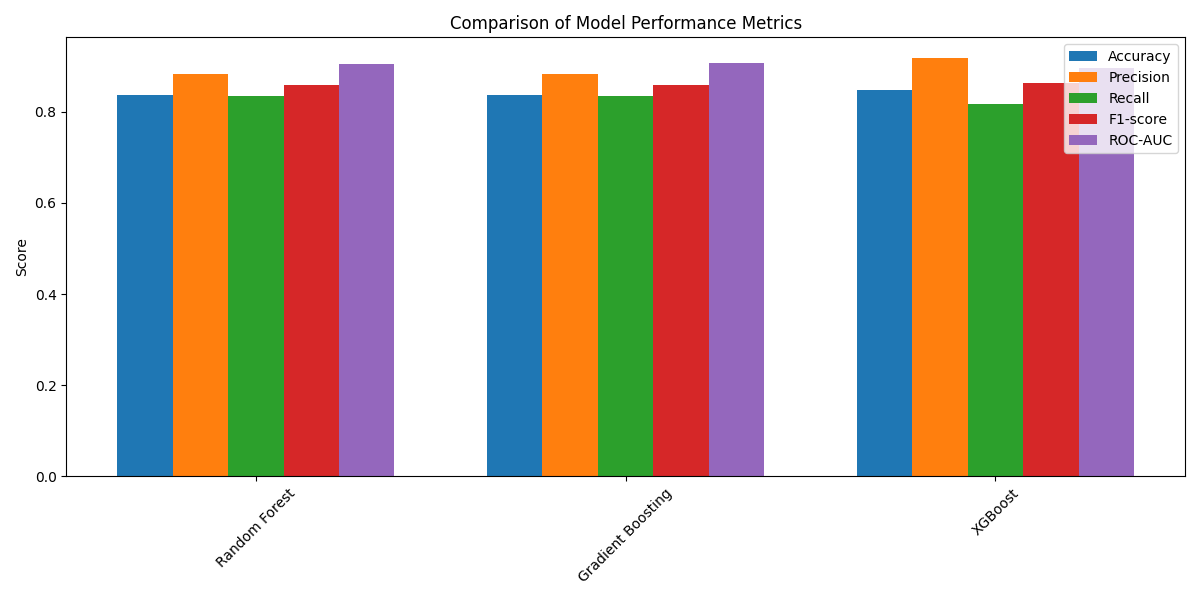 Comparison of Model Performance Metrics
Accuracy
Precision
Recall
F1-score
ROC-AUC
Score
0.8
0.6
0.4
0.2
0.0
Random Forest
Gradient Boosting
XGBoost